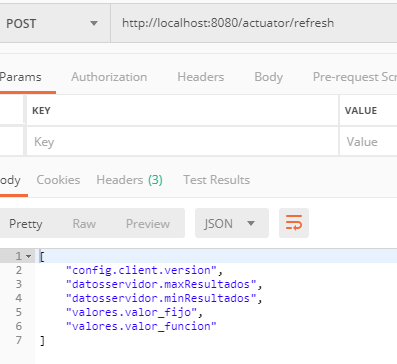 POST http://localhost:8080/actuator/refresh
Params Authorization Headers Body Pre-request Scr
KEY VALUE
Key Value
ody Cookies Headers (3) Test Results
Pretty Raw Preview JSON
1 [
2 "config.client.version",
3 "datosservidor.maxResultados",
4 "datosservidor.minResultados",
5 "valores.valor_fijo",
6 "valores.valor_funcion"
7 ]